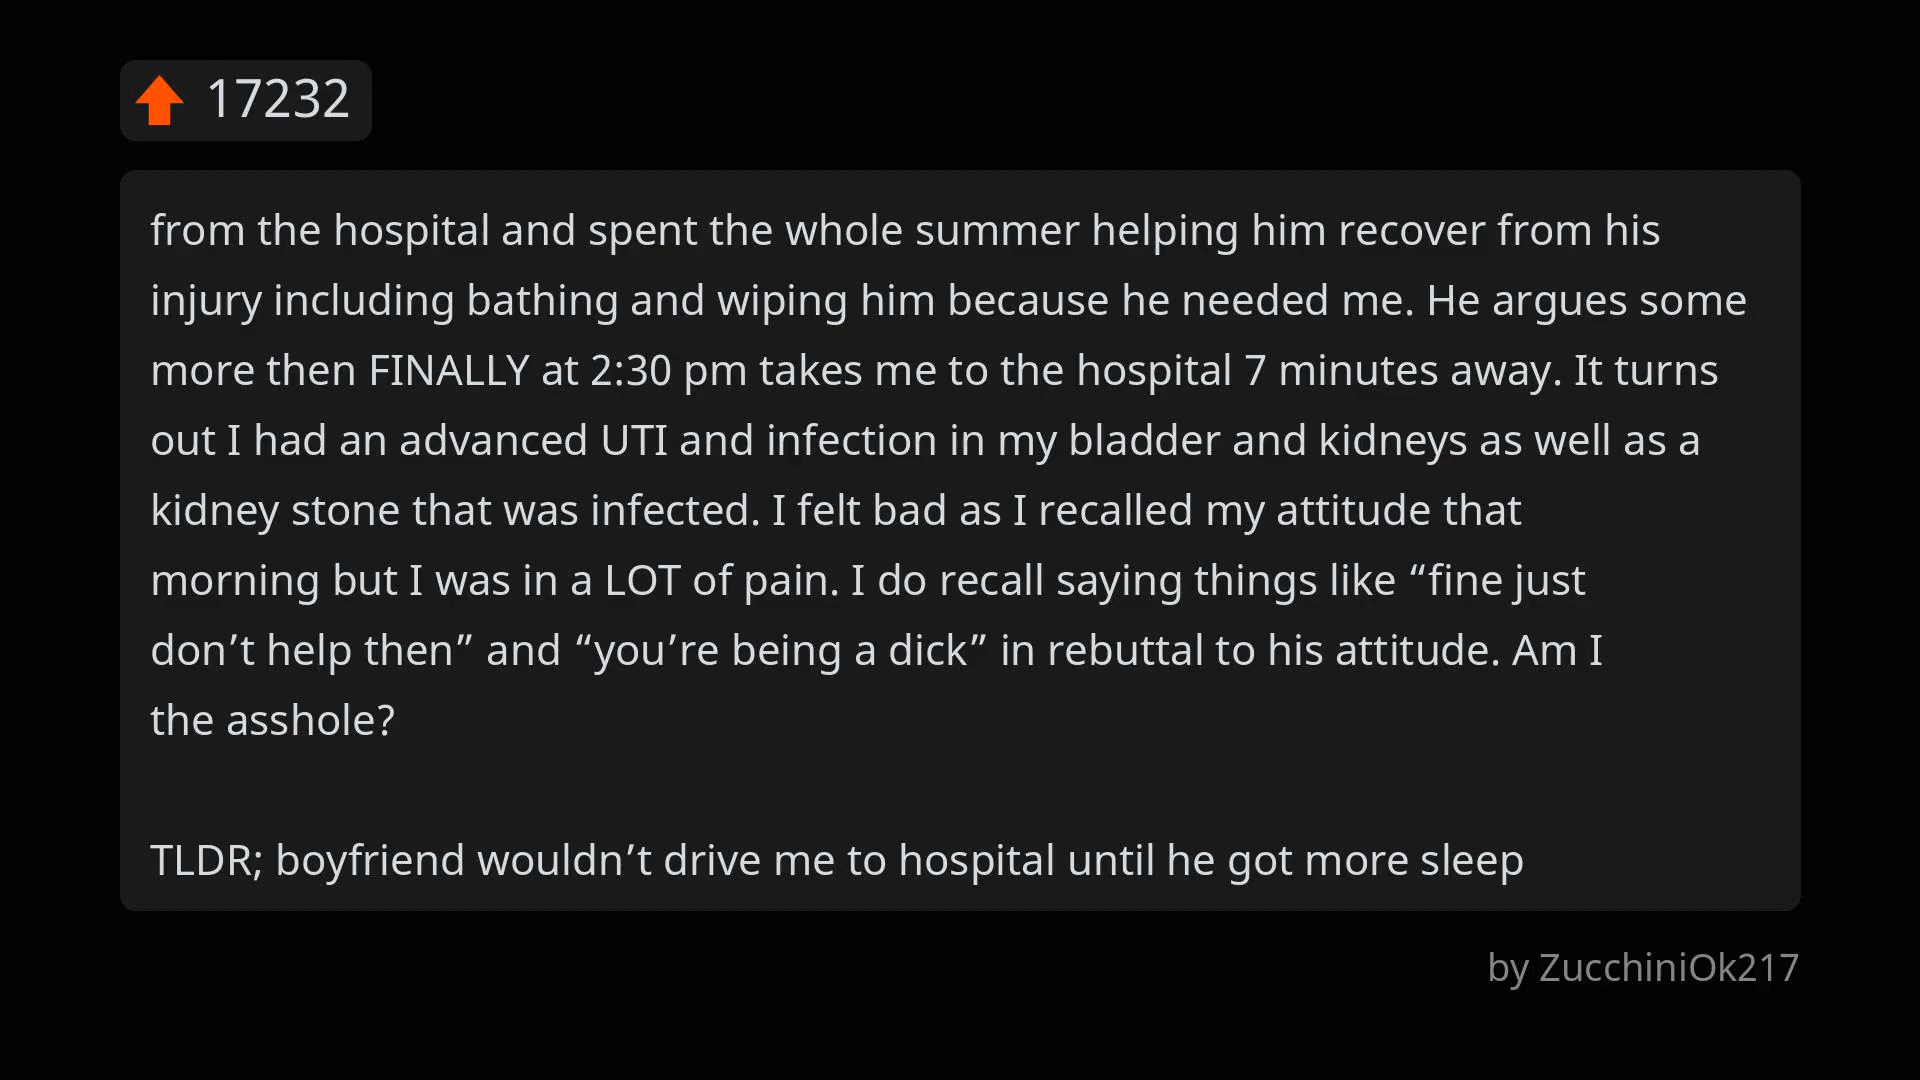 17232
from the hospital and spent the whole summer helping him recover from his
injury including bathing and wiping him because he needed me. He argues some
more then FINALLY at 2:30 pm takes me to the hospital 7 minutes away. It turns
out I had an advanced UTI and infection in my bladder and kidneys as well as a
kidney stone that was infected. I felt bad as I recalled my attitude that
morning but I was in a LOT of pain. I do recall saying things like “fine just
don’t help then” and “you’re being a dick” in rebuttal to his attitude. Am I
the asshole?
TLDR; boyfriend wouldn’t drive me to hospital until he got more sleep
by ZucchiniOk217